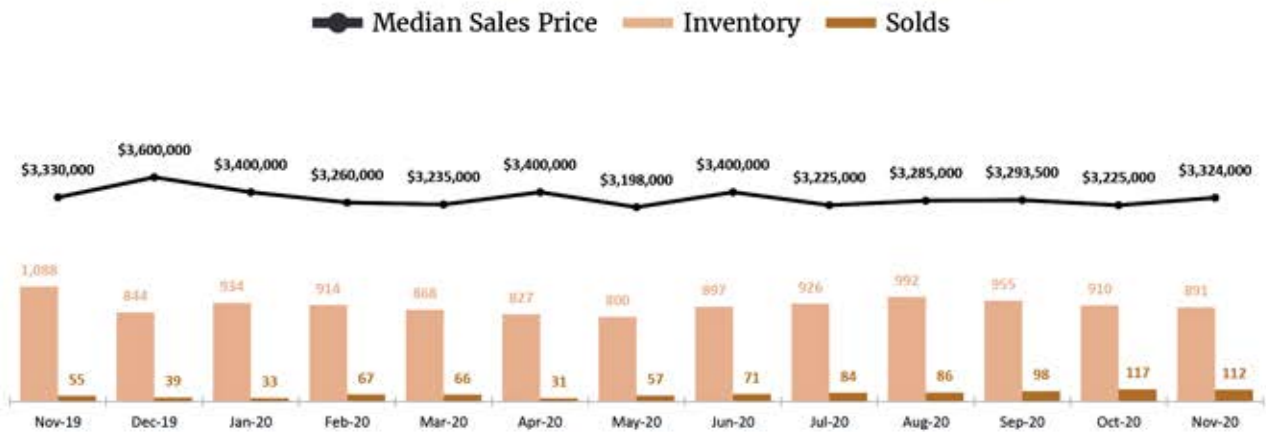 Median Sales Price Inventory Solds
$3,330,000 $3,600,000 $3,400,000 $3,260,000 $3,235,000 $3,400,000 $3,198,000 $3,400,000 $3,225,000 $3,285,000 $3,293,500 $3,225,000 $3,324,000
1,088 844 934 914 868 827 800 897 926 992 955 910 891
55 39 33 67 66 31 57 71 84 86 98 117 112
Nov-19 Dec-19 Jan-20 Feb-20 Mar-20 Apr-20 May-20 Jun-20 Jul-20 Aug-20 Sep-20 Oct-20 Nov-20